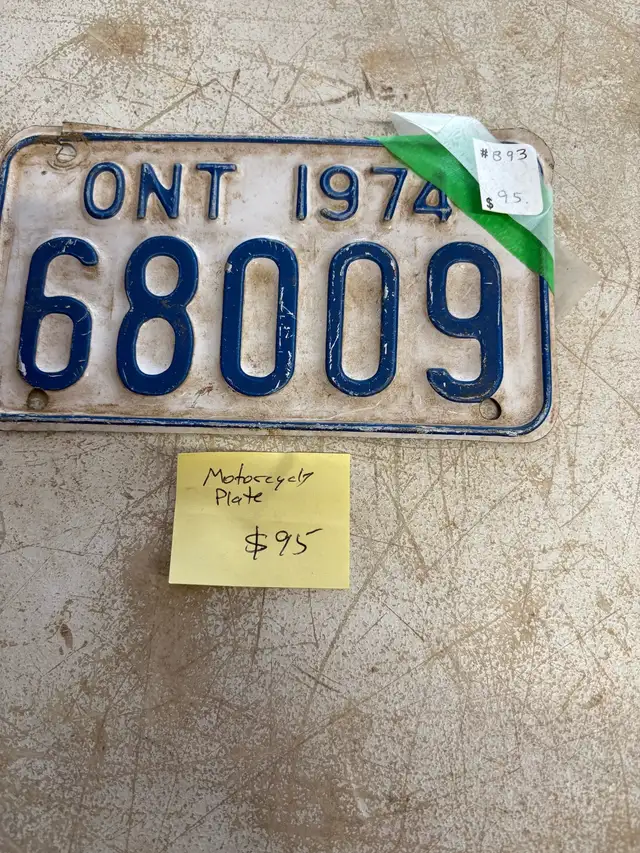 ONT 1974
#B93
$95.
68009
Motorcycle
Plate
$95